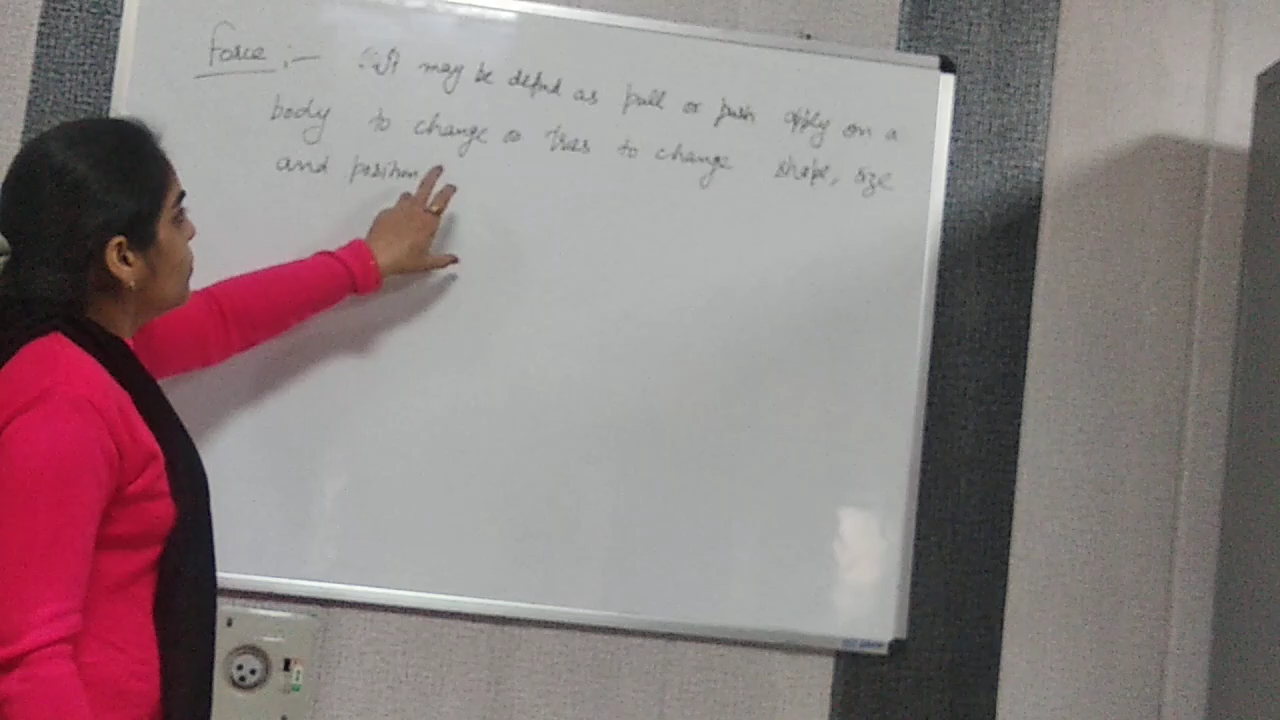 Force :- It may be defind as pull or push apply on a
body to change or tries to change shape, size
and position